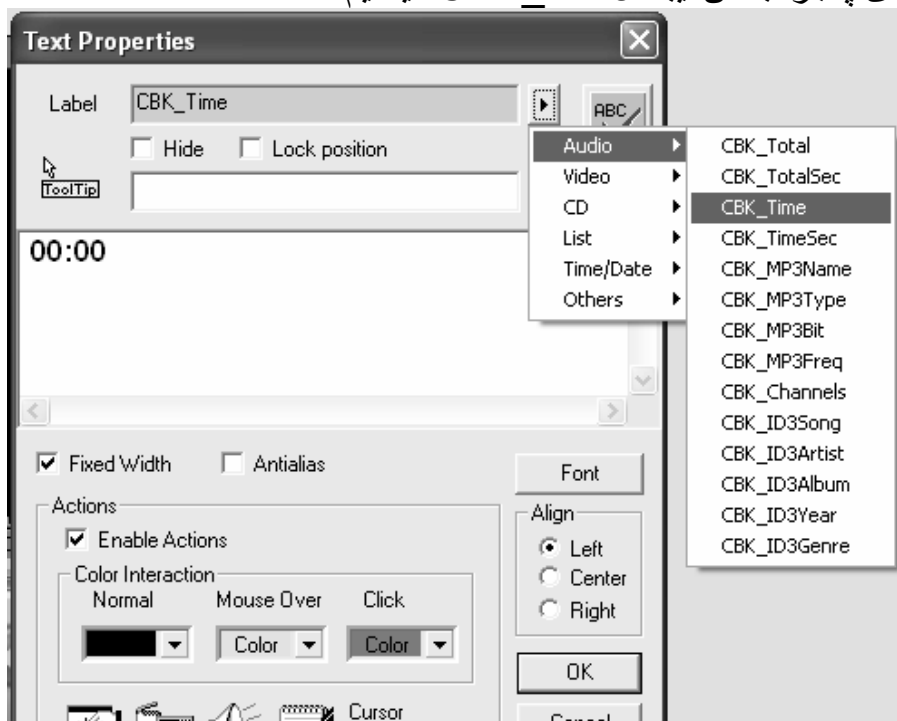 Text Properties
Label
CBK_Time
ABC
Hide
Lock position
ToolTip
00:00
Audio
Video
CD
List
Time/Date
Others
CBK_Total
CBK_TotalSec
CBK_Time
CBK_TimeSec
CBK_MP3Name
CBK_MP3Type
CBK_MP3Bit
CBK_MP3Freq
CBK_Channels
CBK_ID3Song
CBK_ID3Artist
CBK_ID3Album
CBK_ID3Year
CBK_ID3Genre
Fixed Width
Antialias
Font
Actions
Enable Actions
Color Interaction
Normal
Mouse Over
Click
Color
Color
Align
Left
Center
Right
OK
Cursor
Cancel